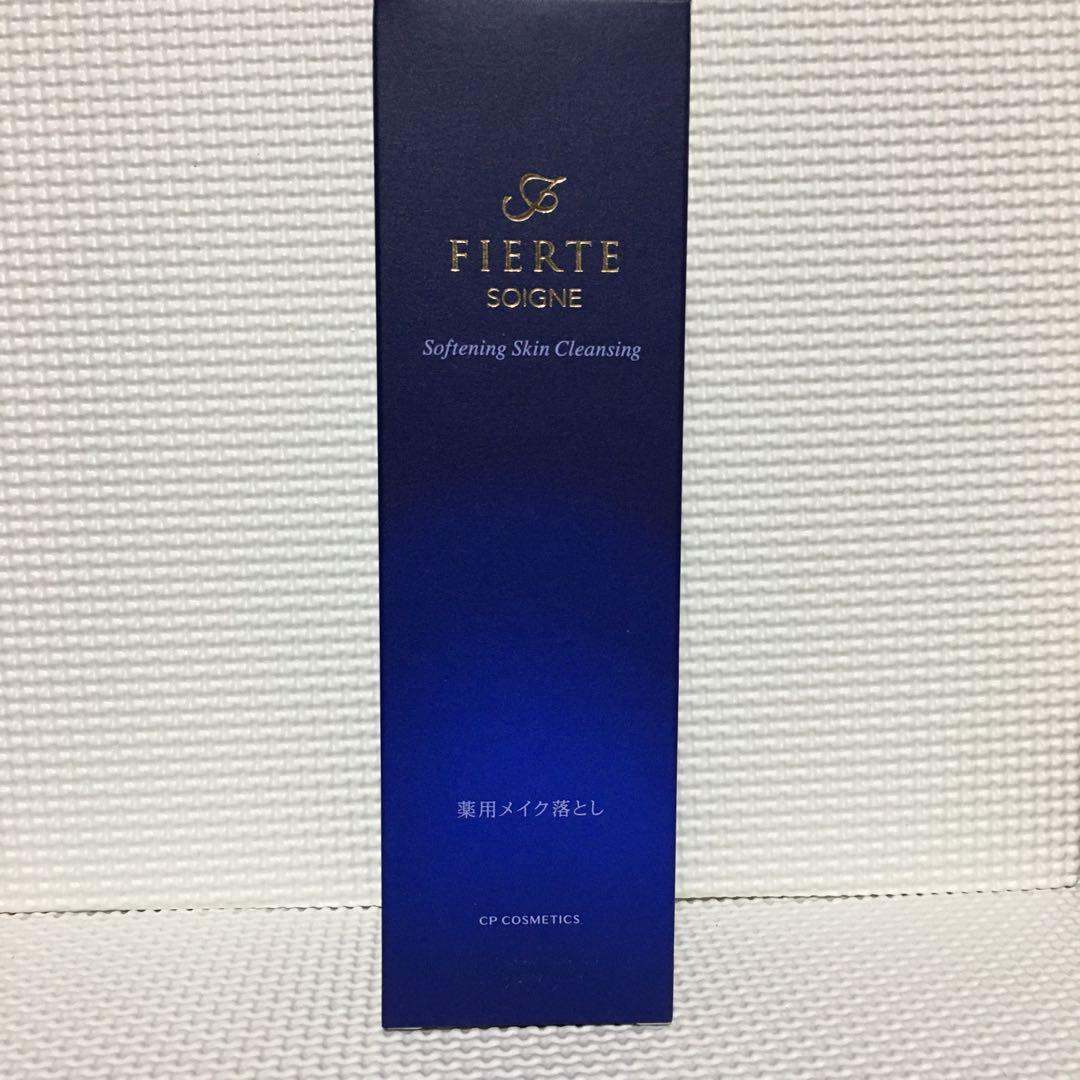 FIERTE
SOIGNE
Softening Skin Cleansing
薬用メイク落とし
CP COSMETICS